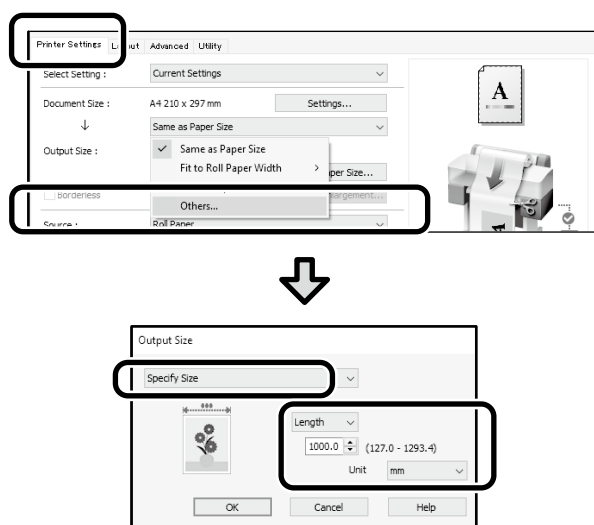 Printer Settings Layout Advanced Utility
Select Setting : Current Settings
Document Size : A4 210 x 297 mm Settings...
Same as Paper Size
Output Size : Same as Paper Size
Fit to Roll Paper Width
Size...
Borderless
Others...
Source : Roll Paper
A
Output Size
Specify Size
Length
1000.0 (127.0 - 1293.4)
Unit mm
OK Cancel Help